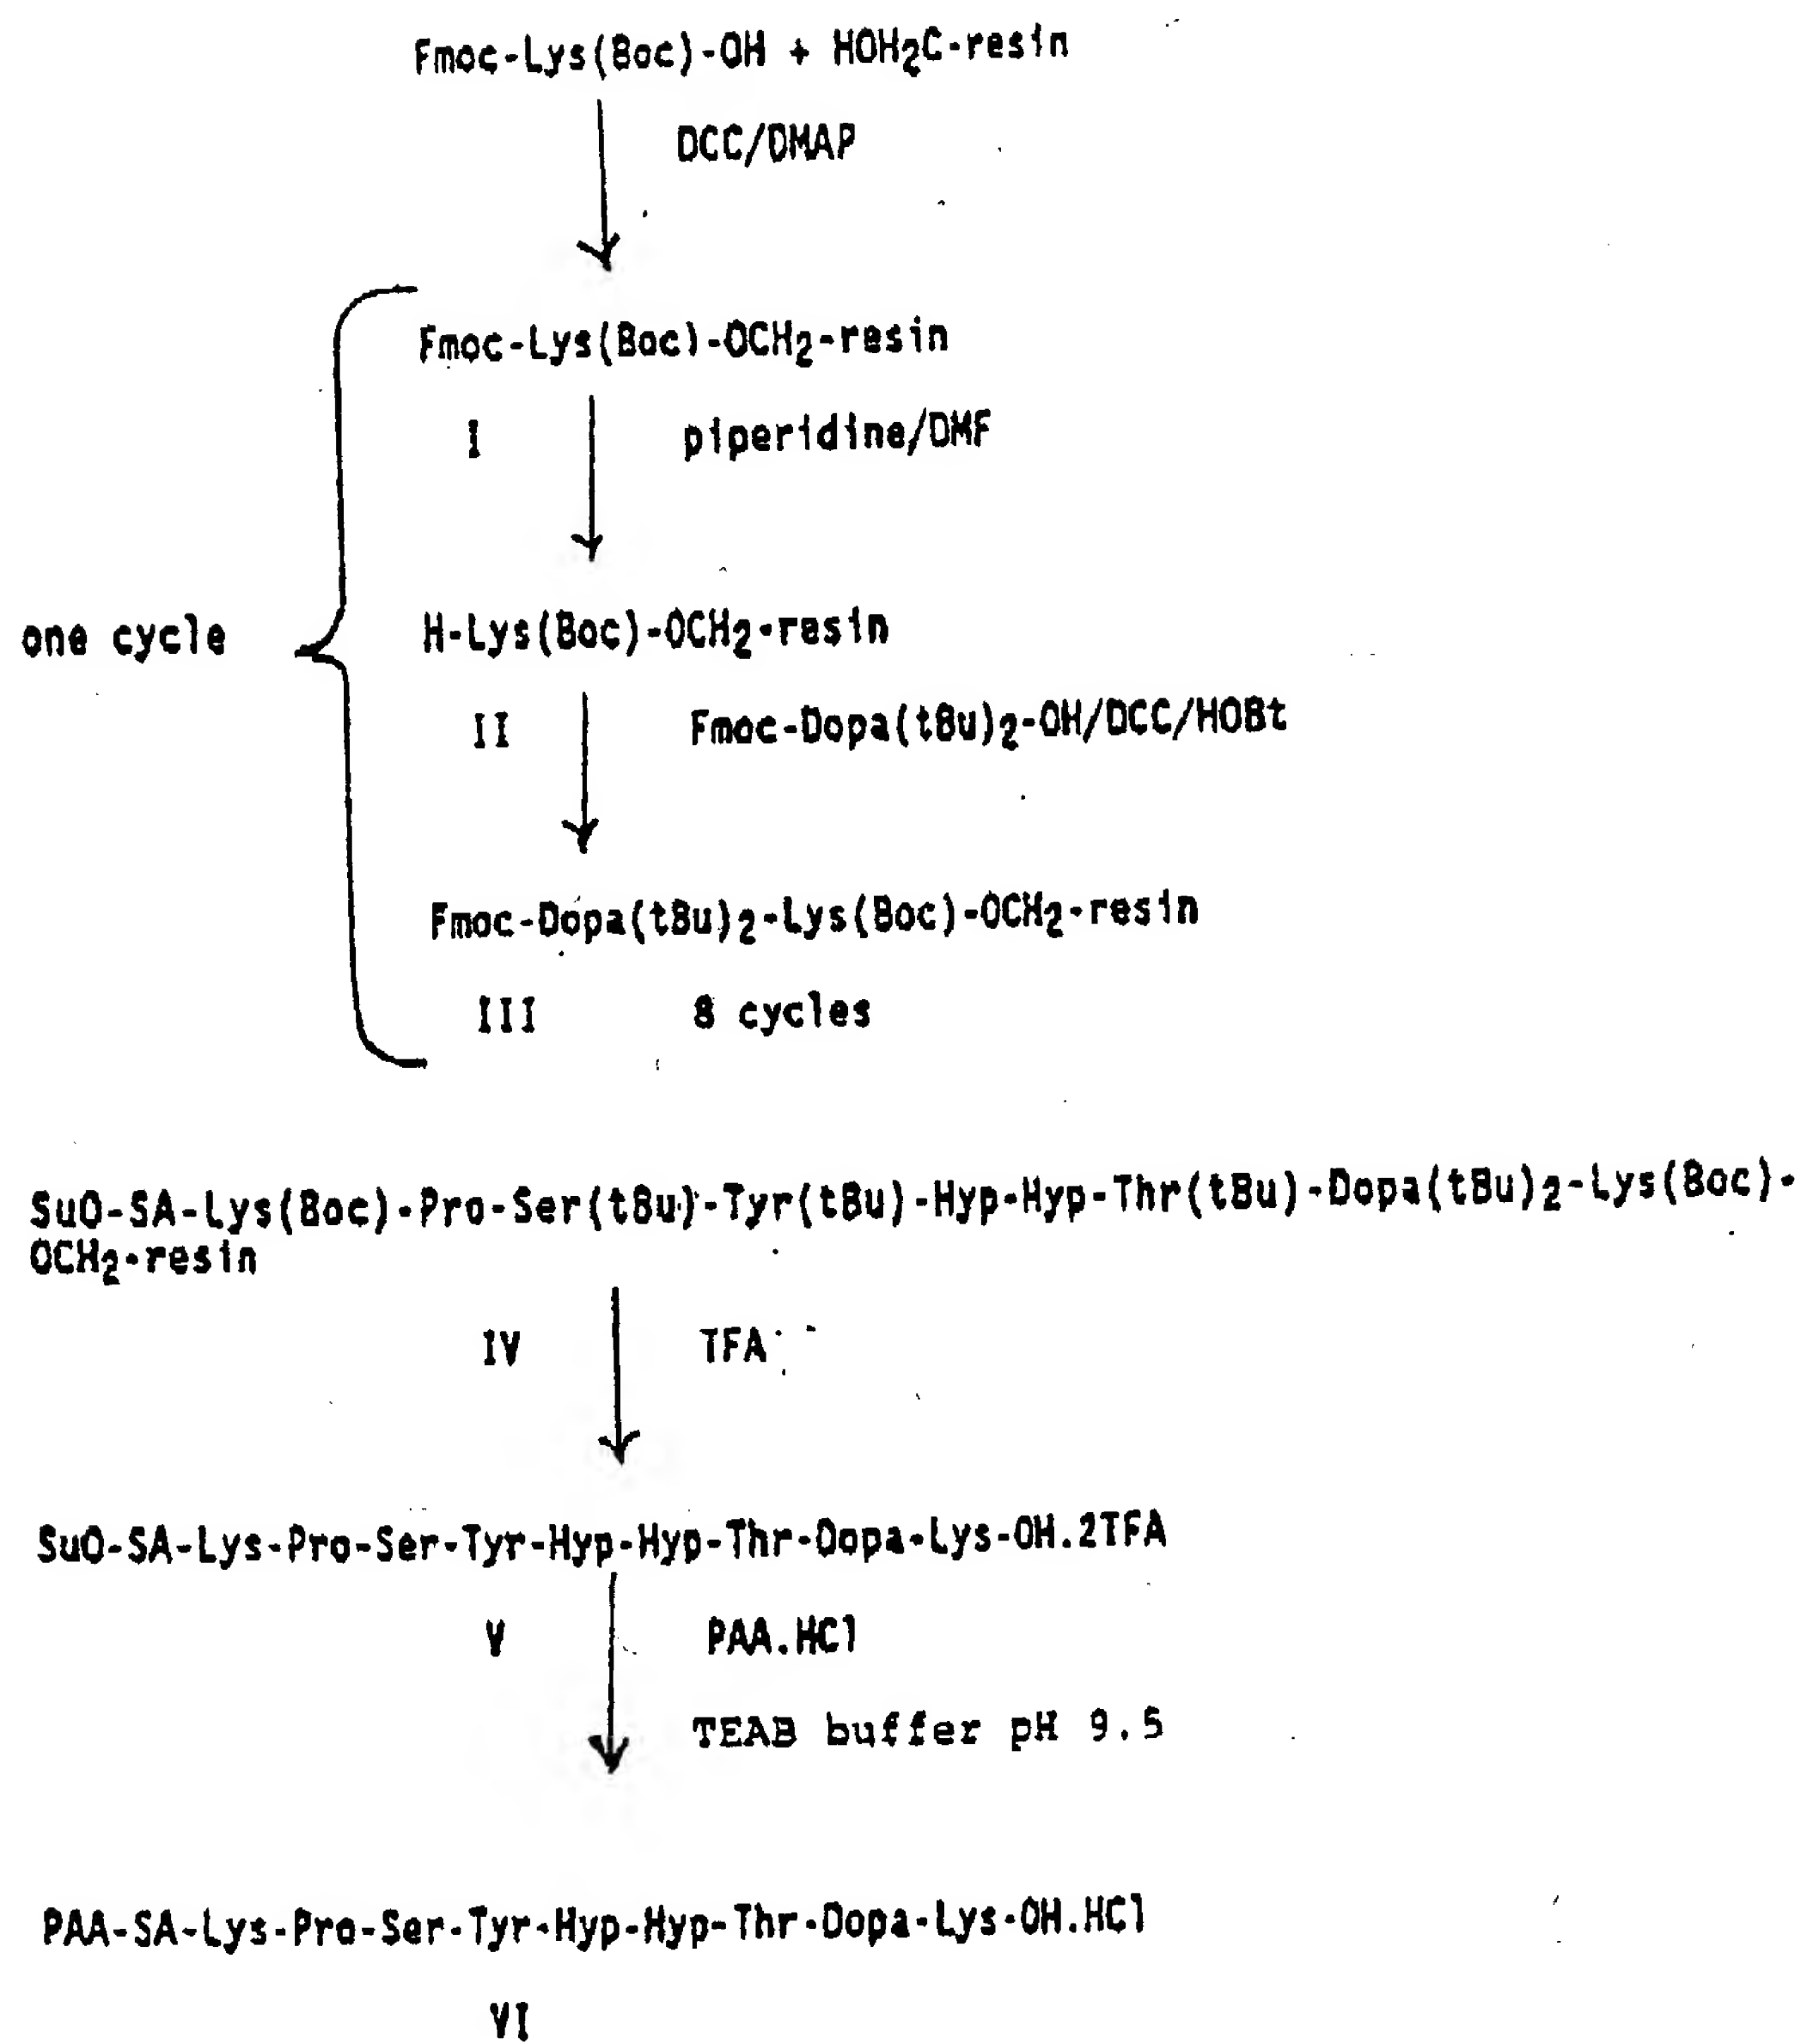 Fmoc-Lys(Boc)-OH + HOH2C-resin
DCC/DMAP
Fmoc-Lys(Boc)-OCH2-resin
I piperidine/DMF
one cycle H-Lys(Boc)-OCH2-resin
II Fmoc-Dopa(tBu)2-OH/DCC/HOBt
Fmoc-Dopa(tBu)2-Lys(Boc)-OCH2-resin
III 8 cycles
SuO-SA-Lys(Boc)-Pro-Ser(tBu)-Tyr(tBu)-Hyp-Hyp-Thr(tBu)-Dopa(tBu)2-Lys(Boc)-
OCH2-resin
IV TFA
SuO-SA-Lys-Pro-Ser-Tyr-Hyp-Hyp-Thr-Dopa-Lys-OH.2TFA
V PAA.HCl
TEAB buffer pH 9.5
PAA-SA-Lys-Pro-Ser-Tyr-Hyp-Hyp-Thr-Dopa-Lys-OH.HCl
VI